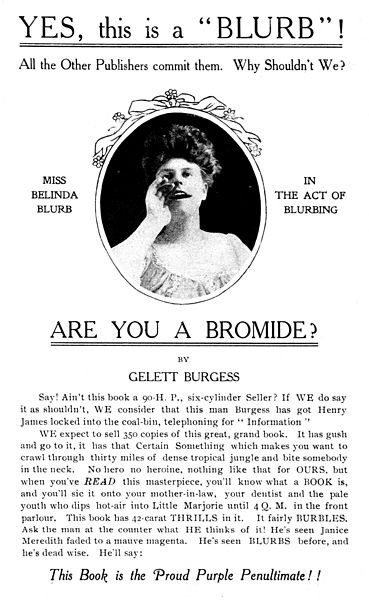 YES, this is a “BLURB”!
All the Other Publishers commit them. Why Shouldn't We?
MISS
BELINDA
BLURB
IN
THE ACT OF
BLURBING
ARE YOU A BROMIDE?
BY
GELETT BURGESS
Say! Ain't this book a 90-H. P., six-cylinder Seller? If WE do say
it as shouldn't, WE consider that this man Burgess has got Henry
James locked into the coal-bin, telephoning for “ Information ”
WE expect to sell 350 copies of this great, grand book. It has gush
and go to it, it has that Certain Something which makes you want to
crawl through thirty miles of dense tropical jungle and bite somebody
in the neck. No hero no heroine, nothing like that for OURS, but
when you've READ this masterpiece, you'll know what a BOOK is,
and you'll sic it onto your mother-in-law, your dentist and the pale
youth who dips hot-air into Little Marjorie until 4 Q. M. in the front
parlour. This book has 42-carat THRILLS in it. It fairly BURBLES.
Ask the man at the counter what HE thinks of it! He's seen Janice
Meredith faded to a mauve magenta. He's seen BLURBS before, and
he's dead wise. He'll say:
This Book is the Proud Purple Penultimate! !